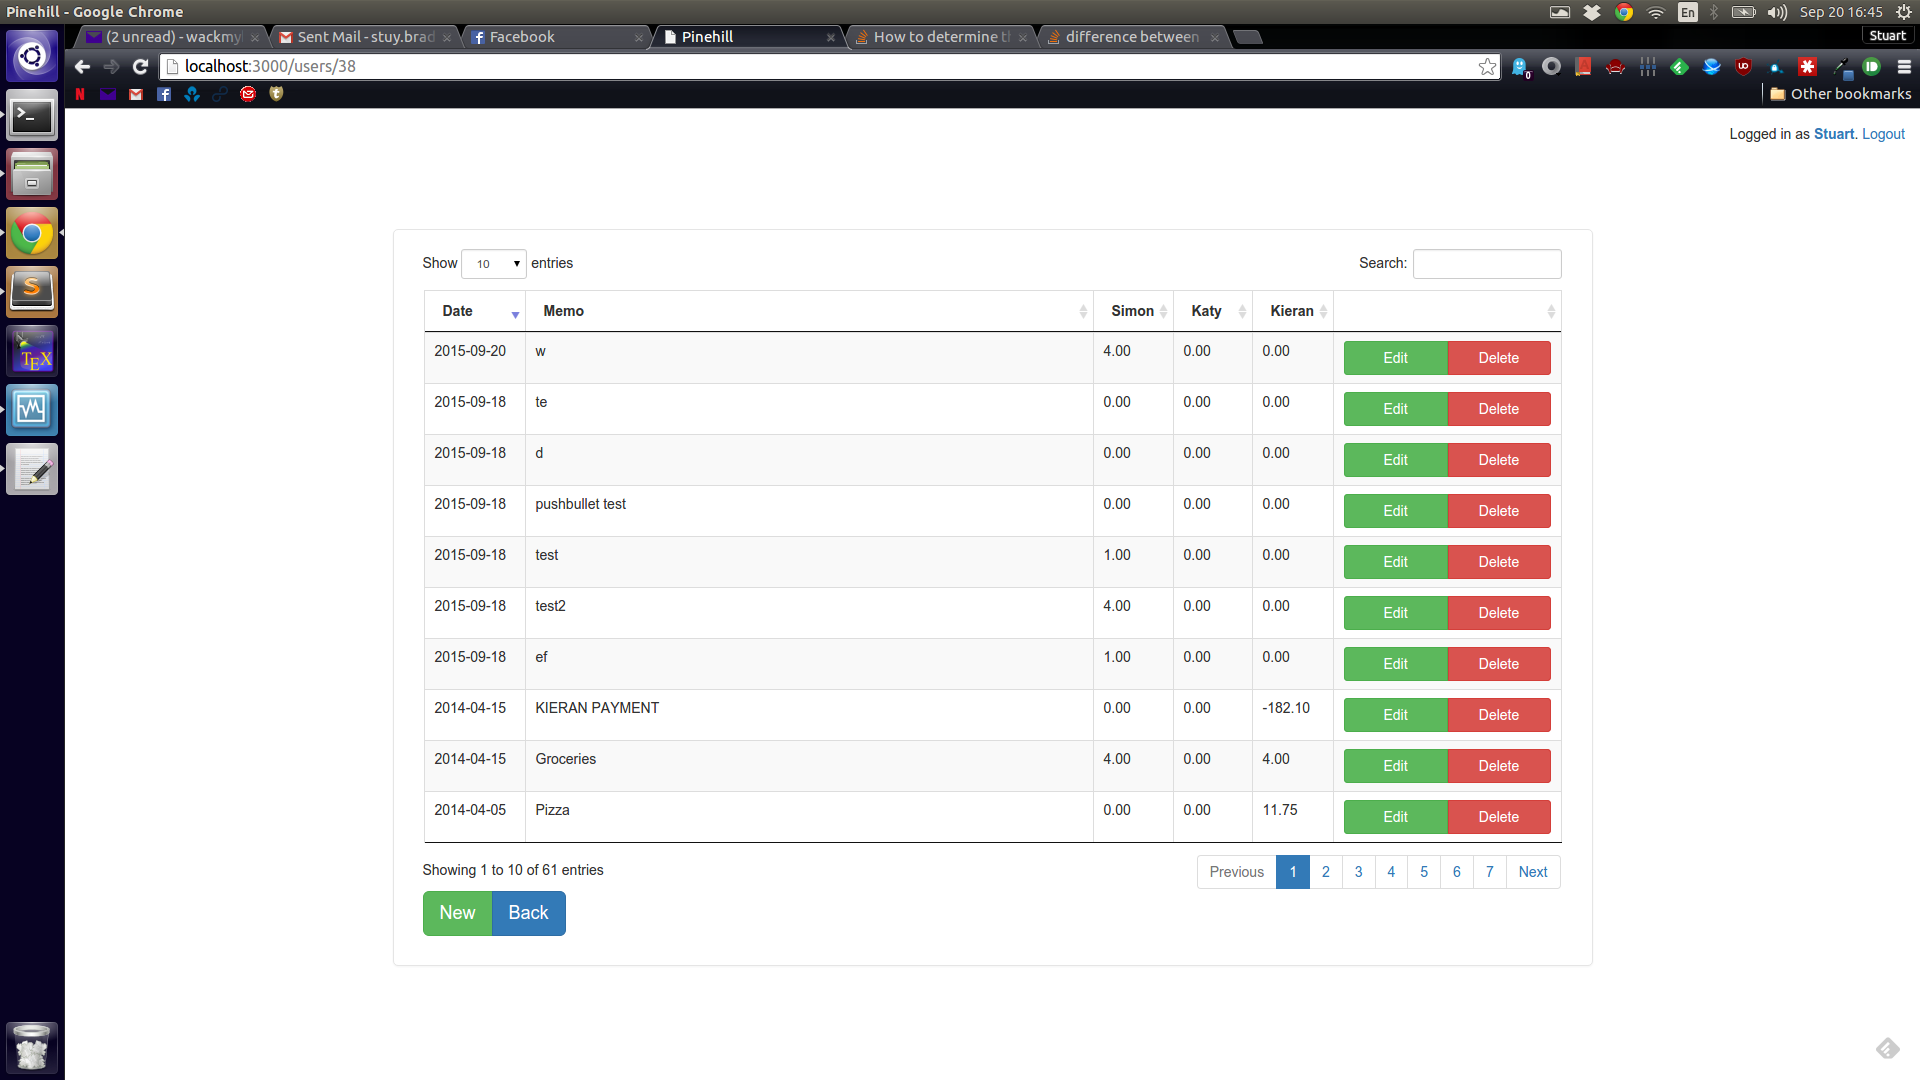 Pinehill - Google Chrome
En
Sep 20 16:45
(2 unread) - wackmy
Sent Mail - stuy.brad
Facebook
Pinehill
How to determine t
difference between
Stuart
localhost:3000/users/38
Other bookmarks
Logged in as Stuart. Logout
Show 10 entries
Search:
Date Memo Simon Katy Kieran
2015-09-20 w 4.00 0.00 0.00 Edit Delete
2015-09-18 te 0.00 0.00 0.00 Edit Delete
2015-09-18 d 0.00 0.00 0.00 Edit Delete
2015-09-18 pushbullet test 0.00 0.00 0.00 Edit Delete
2015-09-18 test 1.00 0.00 0.00 Edit Delete
2015-09-18 test2 4.00 0.00 0.00 Edit Delete
2015-09-18 ef 1.00 0.00 0.00 Edit Delete
2014-04-15 KIERAN PAYMENT 0.00 0.00 -182.10 Edit Delete
2014-04-15 Groceries 4.00 0.00 4.00 Edit Delete
2014-04-05 Pizza 0.00 0.00 11.75 Edit Delete
Showing 1 to 10 of 61 entries
Previous 1 2 3 4 5 6 7 Next
New Back